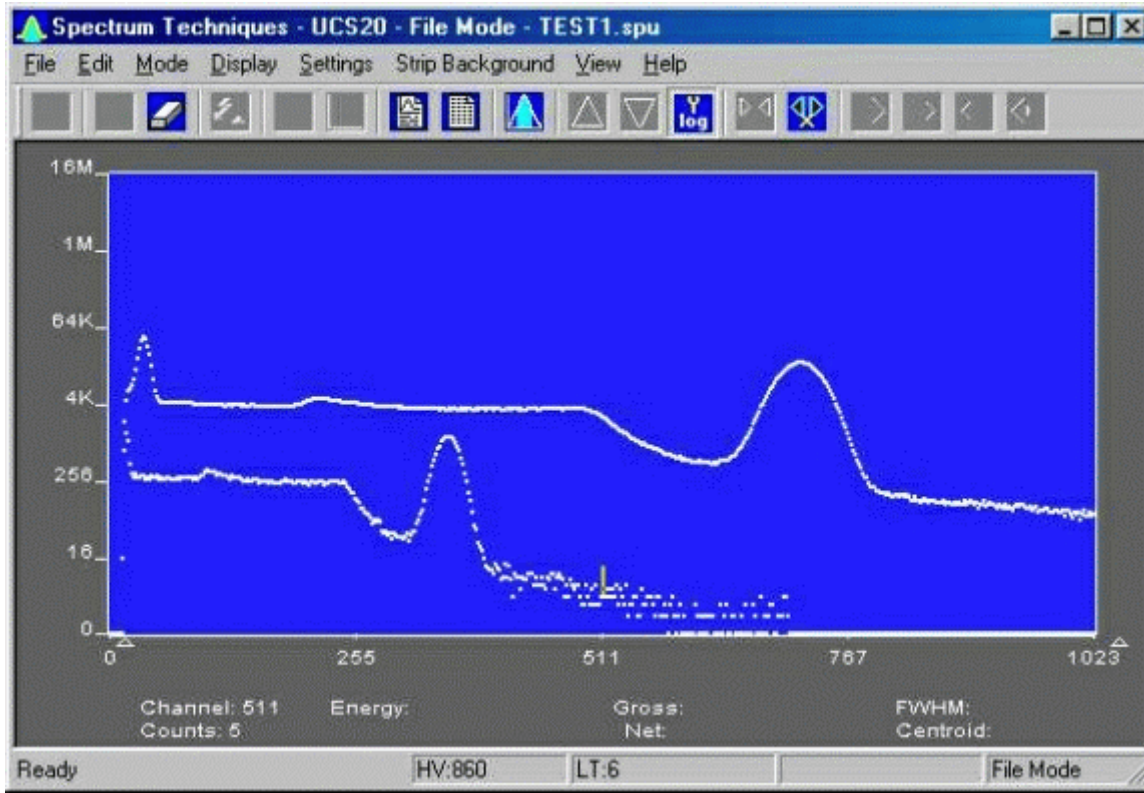 Spectrum Techniques - UCS20 - File Mode - TEST1.spu
File Edit Mode Display Settings Strip Background View Help
Y
log
16M
1M
64K
4K
256
16
0
0 255 511 767 1023
Channel: 511 Energy: Gross: FWHM:
Counts: 5 Net: Centroid:
Ready HV:860 LT:6 File Mode